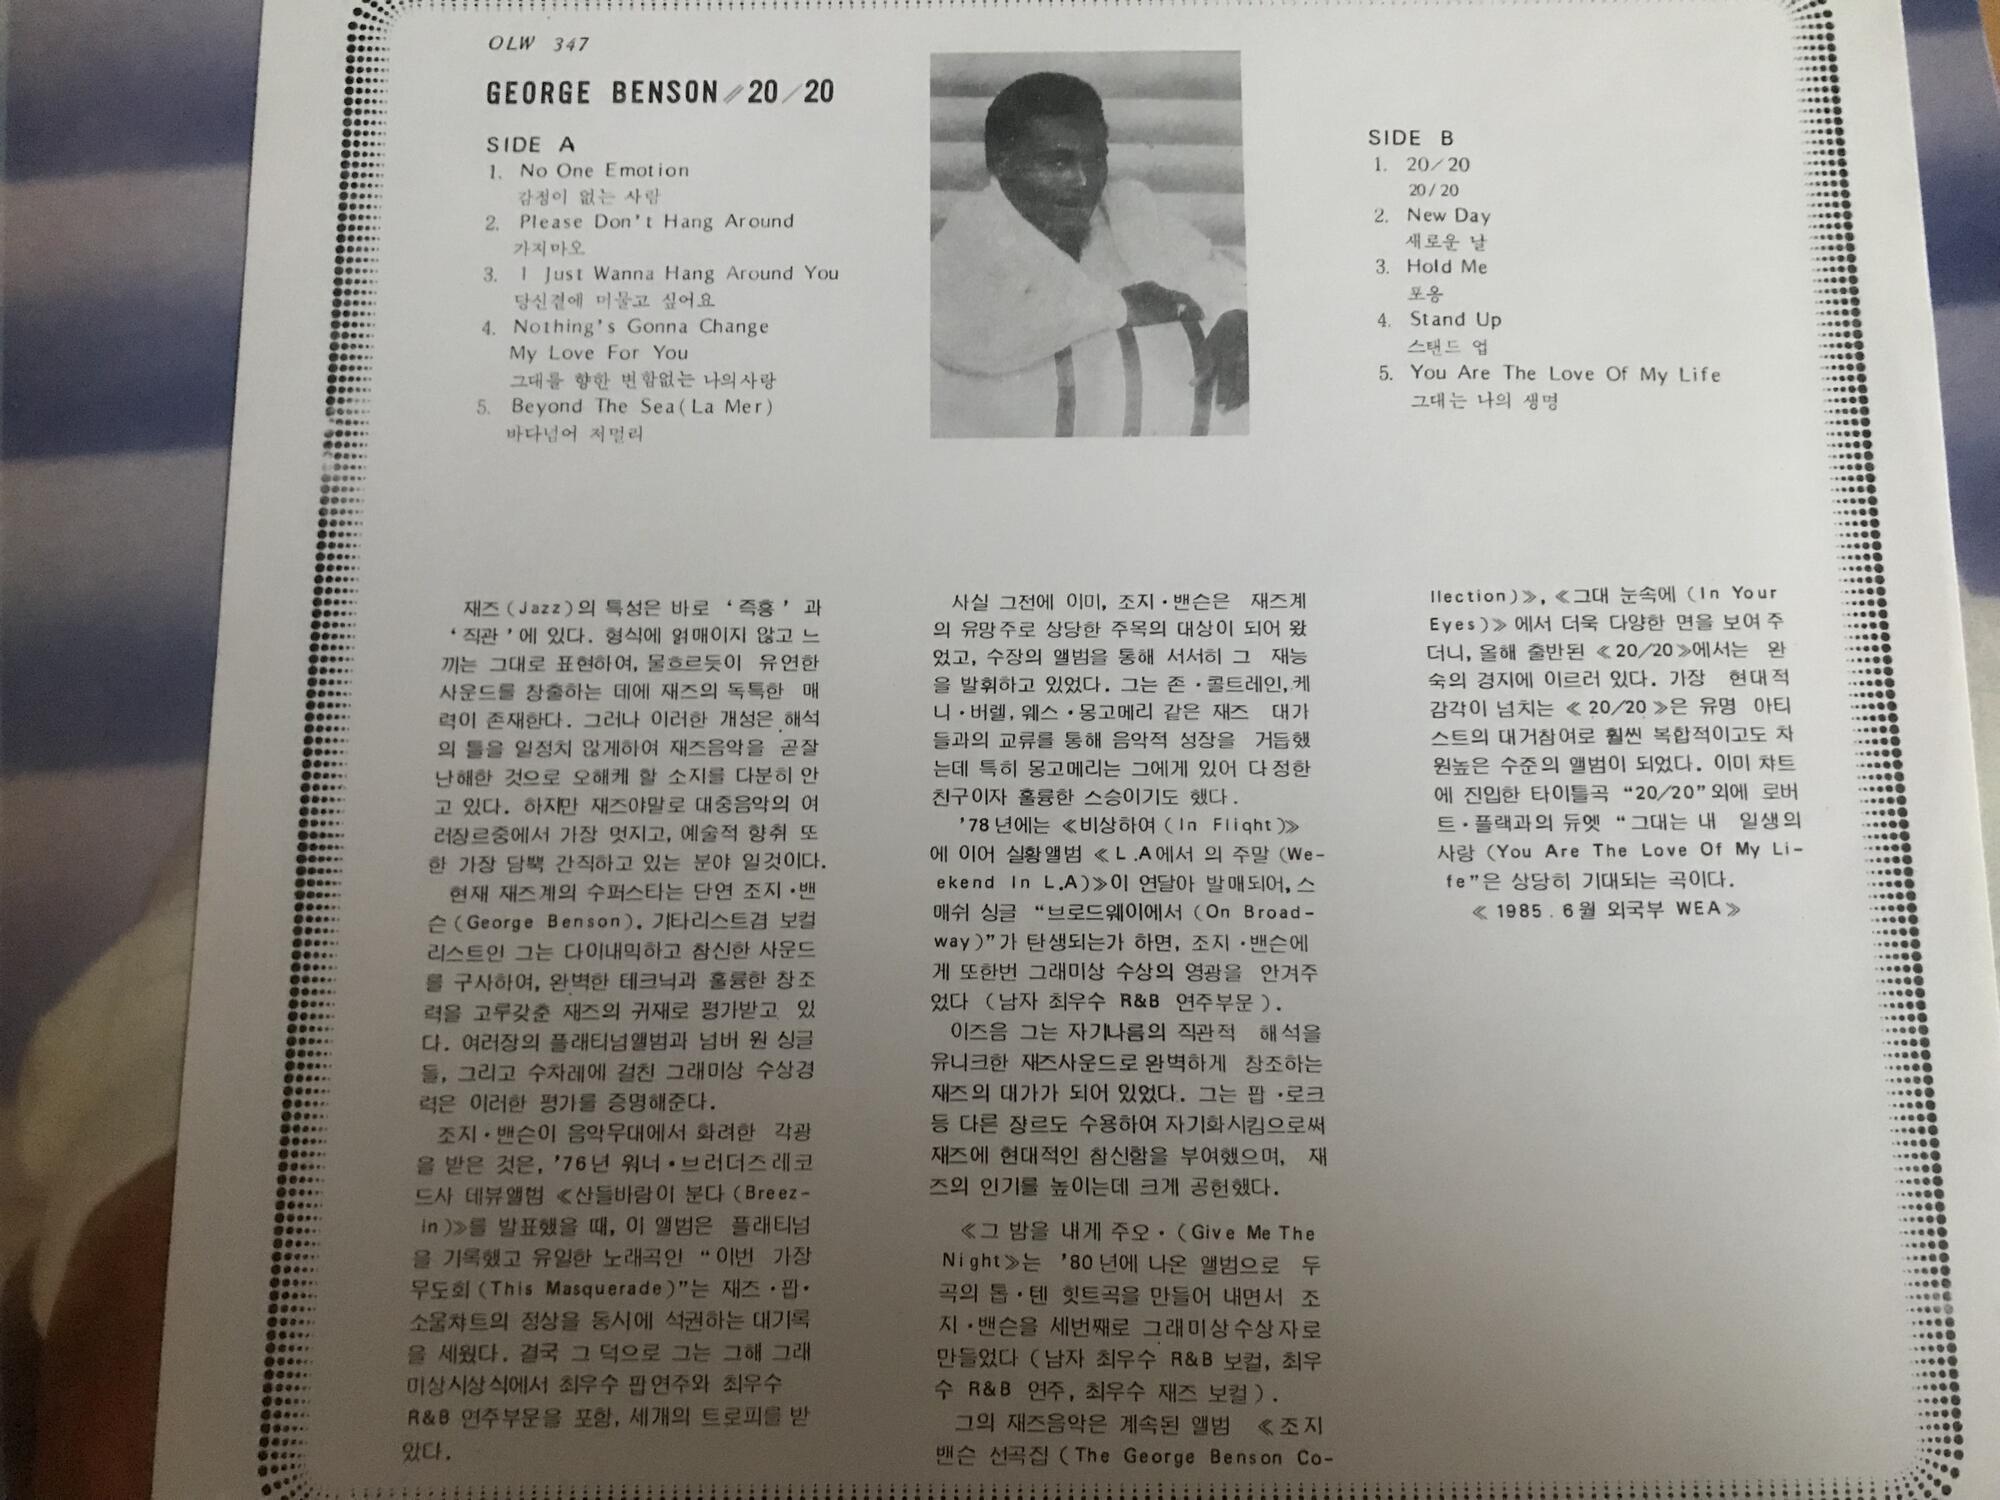 OLW 347
GEORGE BENSON // 20/20
SIDE A
1. No One Emotion
감정이 없는 사람
2. Please Don't Hang Around
가지마오
3. I Just Wanna Hang Around You
당신곁에 머물고 싶어요
4. Nothing's Gonna Change
My Love For You
그대를 향한 변함없는 나의사랑
5. Beyond The Sea(La Mer)
바다넘어 저멀리
SIDE B
1. 20/20
20/20
2. New Day
새로운 날
3. Hold Me
포옹
4. Stand Up
스탠드 업
5. You Are The Love Of My Life
그대는 나의 생명
재즈(Jazz)의 특성은 바로 '즉흥' 과
'직관'에 있다. 형식에 얽매이지 않고 느
끼는 그대로 표현하여, 물흐르듯이 유연한
사운드를 창출하는 데에 재즈의 독특한 매
력이 존재한다. 그러나 이러한 개성은 해석
의 틀을 일정치 않게하여 재즈음악을 곧잘
난해한 것으로 오해케 할 소지를 다분히 안
고 있다. 하지만 재즈야말로 대중음악의 여
러쟝르중에서 가장 멋지고, 예술적 향취 또
한 가장 담뿍 간직하고 있는 분야 일것이다.
현재 재즈계의 수퍼스타는 단연 조지·밴
슨(George Benson). 기타리스트겸 보컬
리스트인 그는 다이내믹하고 참신한 사운드
를 구사하여, 완벽한 테크닉과 훌륭한 창조
력을 고루갖춘 재즈의 귀재로 평가받고 있
다. 여러장의 플래티넘앨범과 넘버 원 싱글
들, 그리고 수차레에 걸친 그래미상 수상경
력은 이러한 평가를 증명해준다.
조지·밴슨이 음악무대에서 화려한 각광
을 받은 것은, '76년 워너·브러더즈레코
드사 데뷰앨범 ≪산들바람이 분다 (Breez-
in)≫를 발표했을 때, 이 앨범은 플래티넘
을 기록했고 유일한 노래곡인 "이번 가장
무도회(This Masquerade)"는 재즈·팝·
소울챠트의 정상을 동시에 석권하는 대기록
을 세웠다. 결국 그 덕으로 그는 그해 그래
미상시상식에서 최우수 팝연주와 최우수
R&B 연주부문을 포함, 세개의 트로피를 받
았다.
사실 그전에 이미, 조지·밴슨은 재즈계
의 유망주로 상당한 주목의 대상이 되어 왔
었고, 수장의 앨범을 통해 서서히 그 재능
을 발휘하고 있었다. 그는 존·콜트레인, 케
니·버렐, 웨스·몽고메리 같은 재즈 대가
들과의 교류를 통해 음악적 성장을 거듭했
는데 특히 몽고메리는 그에게 있어 다정한
친구이자 훌륭한 스승이기도 했다.
'78년에는 ≪비상하여(In Flight)≫
에 이어 실황앨범 ≪L.A에서 의 주말 (We-
ekend In L.A)≫이 연달아 발매되어, 스
매쉬 싱글 "브로드웨이에서 (On Broad-
way)"가 탄생되는가 하면, 조지·밴슨에
게 또한번 그래미상 수상의 영광을 안겨주
었다 (남자 최우수 R&B 연주부문).
이즈음 그는 자기나름의 직관적 해석을
유니크한 재즈사운드로 완벽하게 창조하는
재즈의 대가가 되어 있었다. 그는 팝·로크
등 다른 쟝르도 수용하여 자기화시킴으로써
재즈에 현대적인 참신함을 부여했으며, 재
즈의 인기를 높이는데 크게 공헌했다.
≪그 밤을 내게 주오·(Give Me The
Night≫는 '80년에 나온 앨범으로 두
곡의 톱·텐 힛트곡을 만들어 내면서 조
지·밴슨을 세번째로 그래미상수상자로
만들었다 (남자 최우수 R&B 보컬, 최우
수 R&B 연주, 최우수 재즈 보컬).
그의 재즈음악은 계속된 앨범 ≪조지
밴슨 선곡집(The George Benson Co-
llection)≫, ≪그대 눈속에 (In Your
Eyes)≫에서 더욱 다양한 면을 보여주
더니, 올해 출반된 ≪20/20≫에서는 완
숙의 경지에 이르러 있다. 가장 현대적
감각이 넘치는 ≪20/20≫은 유명 아티
스트의 대거참여로 훨씬 복합적이고도 차
원높은 수준의 앨범이 되었다. 이미 챠트
에 진입한 타이틀곡 "20/20"외에 로버
트·플랙과의 듀엣 "그대는 내 일생의
사랑 (You Are The Love Of My Li-
fe"은 상당히 기대되는 곡이다.
≪1985. 6월 외국부 WEA≫